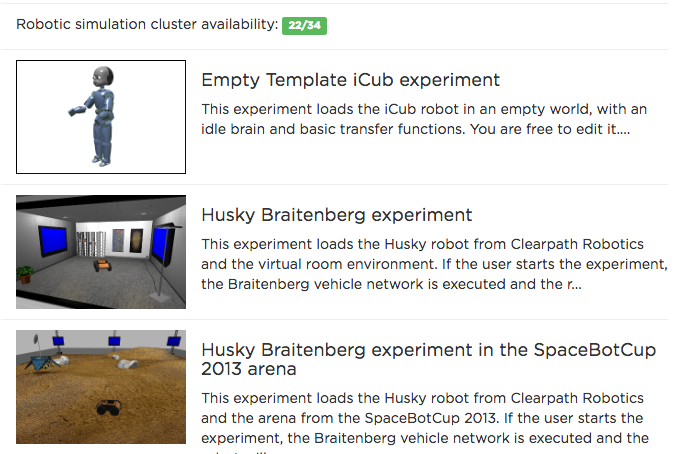 Robotic simulation cluster availability: 22/34
Empty Template iCub experiment
This experiment loads the iCub robot in an empty world, with an
idle brain and basic transfer functions. You are free to edit it....
Husky Braitenberg experiment
This experiment loads the Husky robot from Clearpath Robotics
and the virtual room environment. If the user starts the experiment,
the Braitenberg vehicle network is executed and the r...
Husky Braitenberg experiment in the SpaceBotCup
2013 arena
This experiment loads the Husky robot from Clearpath Robotics
and the arena from the SpaceBotCup 2013. If the user starts the
experiment, the Braitenberg vehicle network is executed and the